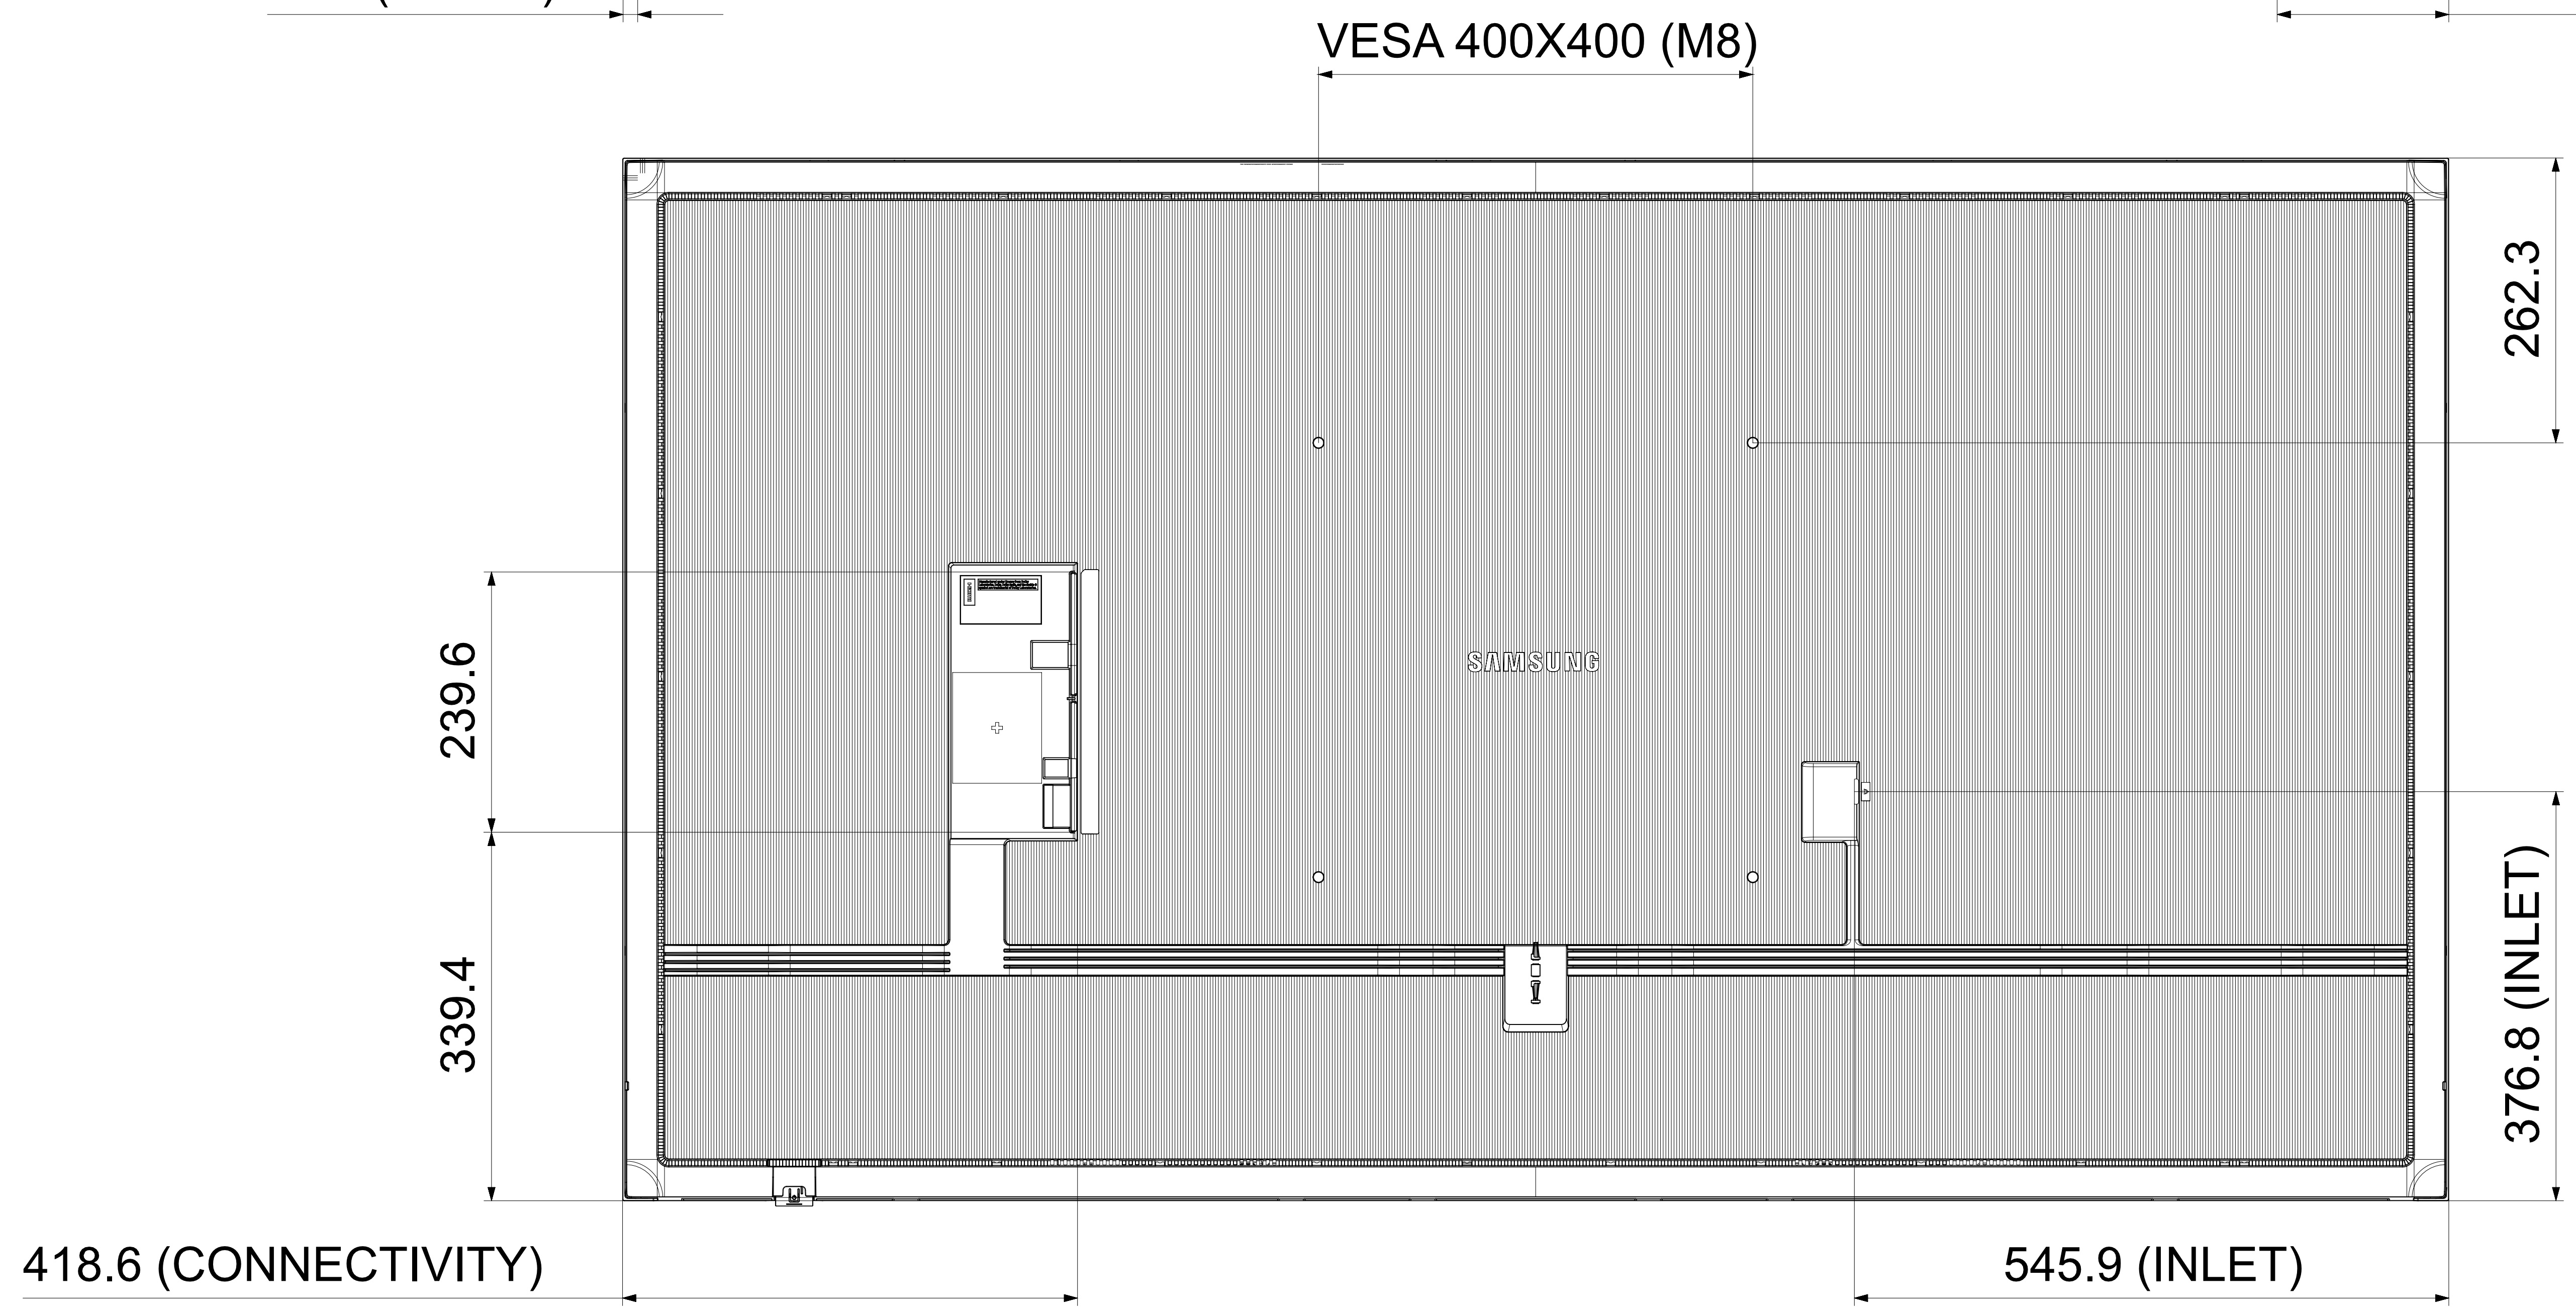 VESA 400X400 (M8)
262.3
239.6
SAMSUNG
339.4
376.8 (INLET)
418.6 (CONNECTIVITY)
545.9 (INLET)